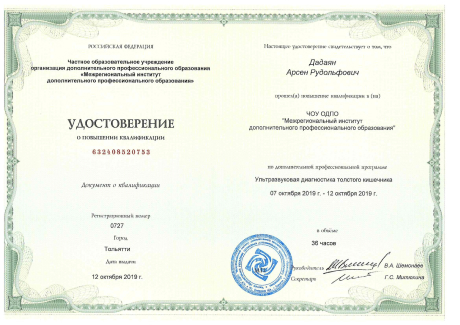 РОССИЙСКАЯ ФЕДЕРАЦИЯ
Частное образовательное учреждение
организация дополнительного профессионального образования
«Межрегиональный институт
дополнительного профессионального образования»
УДОСТОВЕРЕНИЕ
О ПОВЫШЕНИИ КВАЛИФИКАЦИИ
632408520753
Документ о квалификации
Регистрационный номер
0727
Город
Тольятти
Дата выдачи
12 октября 2019 г.
Настоящее удостоверение свидетельствует о том, что
Дадаян
Арсен Рудольфович
прошел(а) повышение квалификации в (на)
ЧОУ ОДПО
"Межрегиональный институт
дополнительного профессионального образования"
по дополнительной профессиональной программе
Ультразвуковая диагностика толстого кишечника
07 октября 2019 г. - 12 октября 2019 г.
в объёме
36 часов
Руководитель
В.А. Шемонаев
Секретарь
Г.С. Митяхина